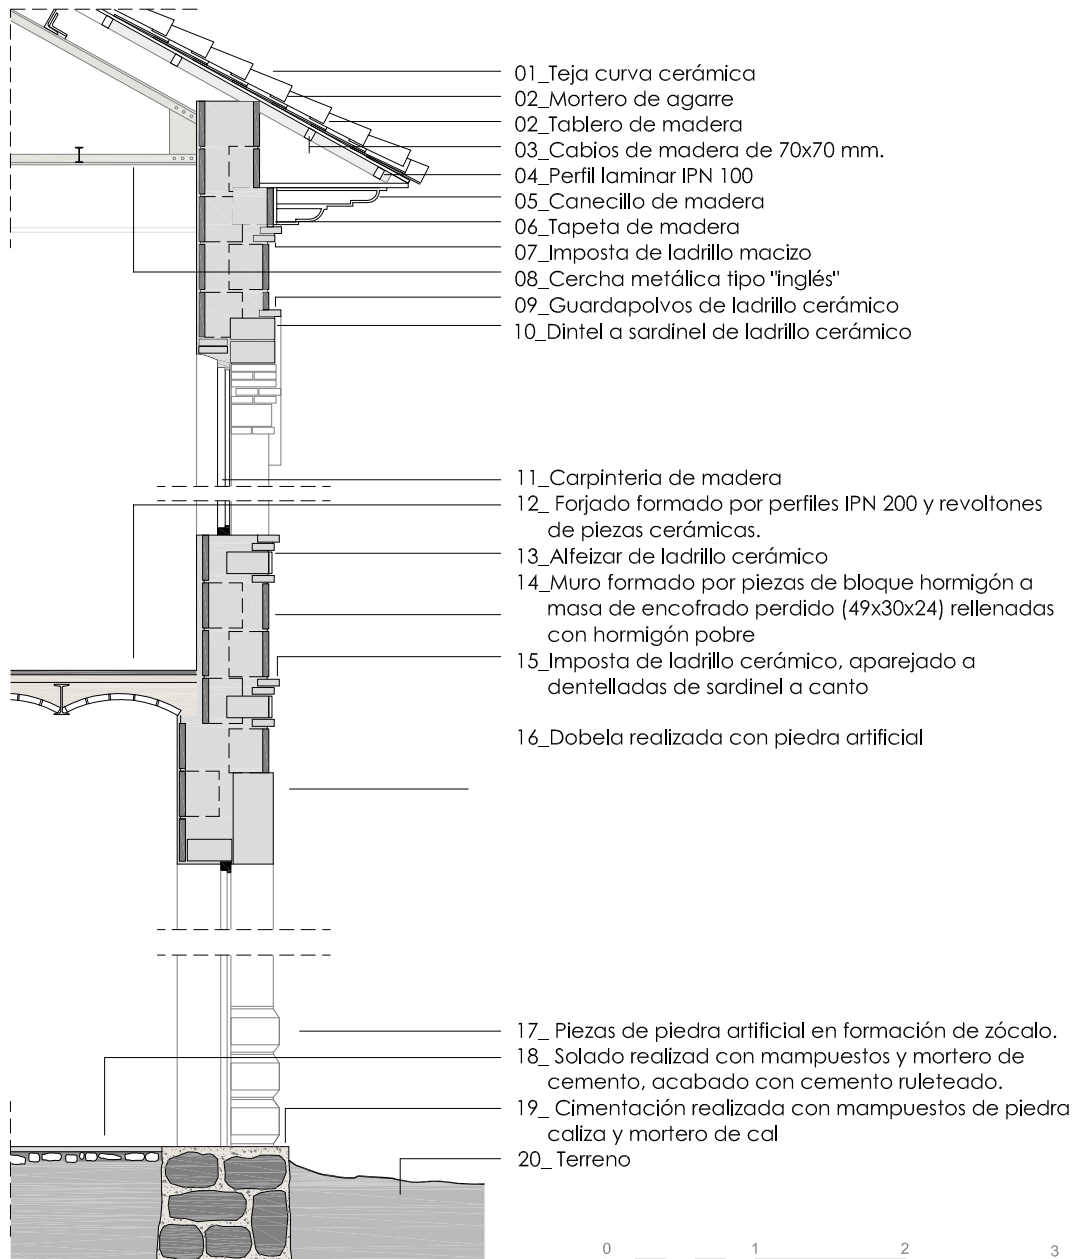 01_Teja curva cerámica
02_Mortero de agarre
02_Tablero de madera
03_Cabios de madera de 70x70 mm.
04_Perfil laminar IPN 100
05_Canecillo de madera
06_Tapeta de madera
07_Imposta de ladrillo macizo
08_Cercha metálica tipo "inglés"
09_Guardapolvos de ladrillo cerámico
10_Dintel a sardinel de ladrillo cerámico
11_Carpinteria de madera
12_ Forjado formado por perfiles IPN 200 y revoltones
de piezas cerámicas.
13_Alfeizar de ladrillo cerámico
14_Muro formado por piezas de bloque hormigón a
masa de encofrado perdido (49x30x24) rellenadas
con hormigón pobre
15_Imposta de ladrillo cerámico, aparejado a
dentelladas de sardinel a canto
16_Dobela realizada con piedra artificial
17_ Piezas de piedra artificial en formación de zócalo.
18_ Solado realizad con mampuestos y mortero de
cemento, acabado con cemento ruleteado.
19_ Cimentación realizada con mampuestos de piedra
caliza y mortero de cal
20_ Terreno
0 1 2 3